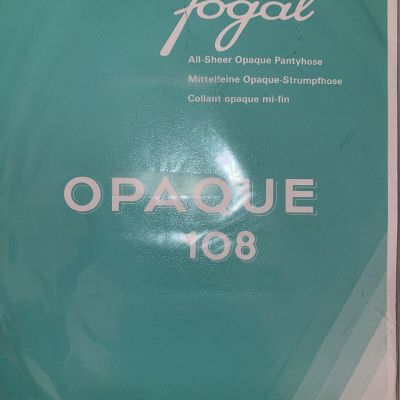 fogal
All-Sheer Opaque Pantyhose
Mittelfeine Opaque-Strumpfhose
Collant opaque mi-fin
OPAQUE
108